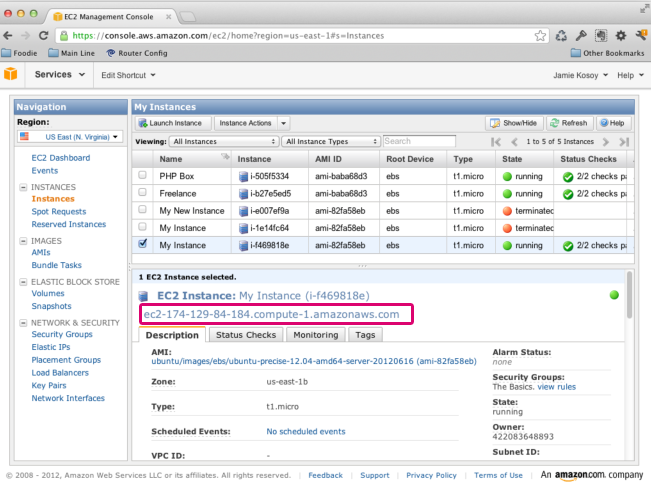 EC2 Management Console
https://console.aws.amazon.com/ec2/home?region=us-east-1#s=Instances
Foodie Main Line Router Config Other Bookmarks
Services Edit Shortcut Jamie Kosoy Help
Navigation
Region:
US East (N. Virginia)
EC2 Dashboard
Events
INSTANCES
Instances
Spot Requests
Reserved Instances
IMAGES
AMIs
Bundle Tasks
ELASTIC BLOCK STORE
Volumes
Snapshots
NETWORK & SECURITY
Security Groups
Elastic IPs
Placement Groups
Load Balancers
Key Pairs
Network Interfaces
My Instances
Launch Instance Instance Actions Show/Hide Refresh Help
Viewing: All Instances All Instance Types Search 1 to 5 of 5 Instances
Name Instance AMI ID Root Device Type State Status Checks
PHP Box i-505f5334 ami-baba68d3 ebs t1.micro running 2/2 checks pa
Freelance i-b27e5ed5 ami-baba68d3 ebs t1.micro running 2/2 checks pa
My New Instance i-e007ef9a ami-82fa58eb ebs t1.micro terminated
My Instance i-1e14fc64 ami-82fa58eb ebs t1.micro terminated
My Instance i-f469818e ami-82fa58eb ebs t1.micro running 2/2 checks pa
1 EC2 Instance selected.
EC2 Instance: My Instance (i-f469818e)
ec2-174-129-84-184.compute-1.amazonaws.com
Description Status Checks Monitoring Tags
AMI:
ubuntu/images/ebs/ubuntu-precise-12.04-amd64-server-20120616 (ami-82fa58eb)
Zone: us-east-1b
Type: t1.micro
Scheduled Events: No scheduled events
VPC ID: -
Alarm Status:
none
Security Groups:
The Basics. view rules
State:
running
Owner:
422083648893
Subnet ID:
© 2008 - 2012, Amazon Web Services LLC or its affiliates. All rights reserved. Feedback Support Privacy Policy Terms of Use An amazon.com company